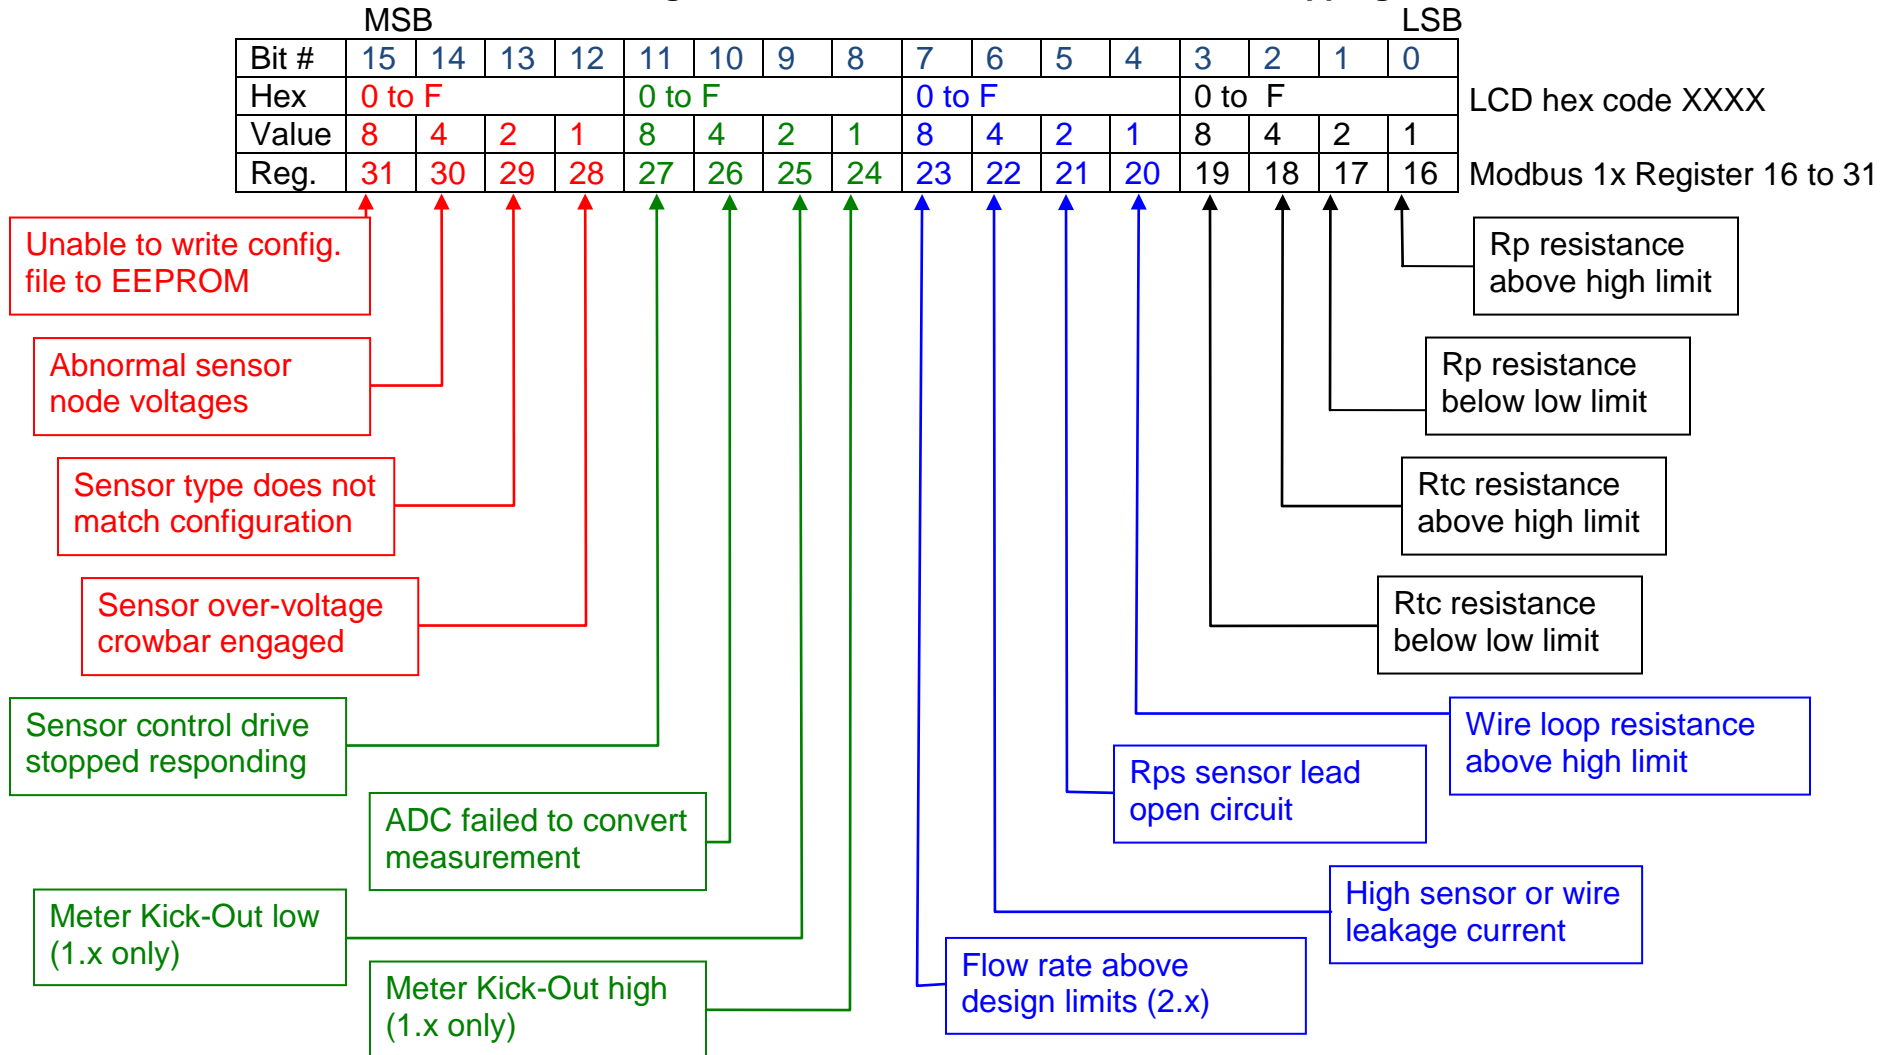 MSB LSB
Bit # 15 14 13 12 11 10 9 8 7 6 5 4 3 2 1 0
Hex 0 to F 0 to F 0 to F 0 to F LCD hex code XXXX
Value 8 4 2 1 8 4 2 1 8 4 2 1 8 4 2 1
Reg. 31 30 29 28 27 26 25 24 23 22 21 20 19 18 17 16 Modbus 1x Register 16 to 31
Unable to write config.
file to EEPROM
Rp resistance
above high limit
Abnormal sensor
node voltages
Rp resistance
below low limit
Sensor type does not
match configuration
Rtc resistance
above high limit
Sensor over-voltage
crowbar engaged
Rtc resistance
below low limit
Sensor control drive
stopped responding
Wire loop resistance
above high limit
Rps sensor lead
open circuit
ADC failed to convert
measurement
High sensor or wire
leakage current
Meter Kick-Out low
(1.x only)
Flow rate above
design limits (2.x)
Meter Kick-Out high
(1.x only)